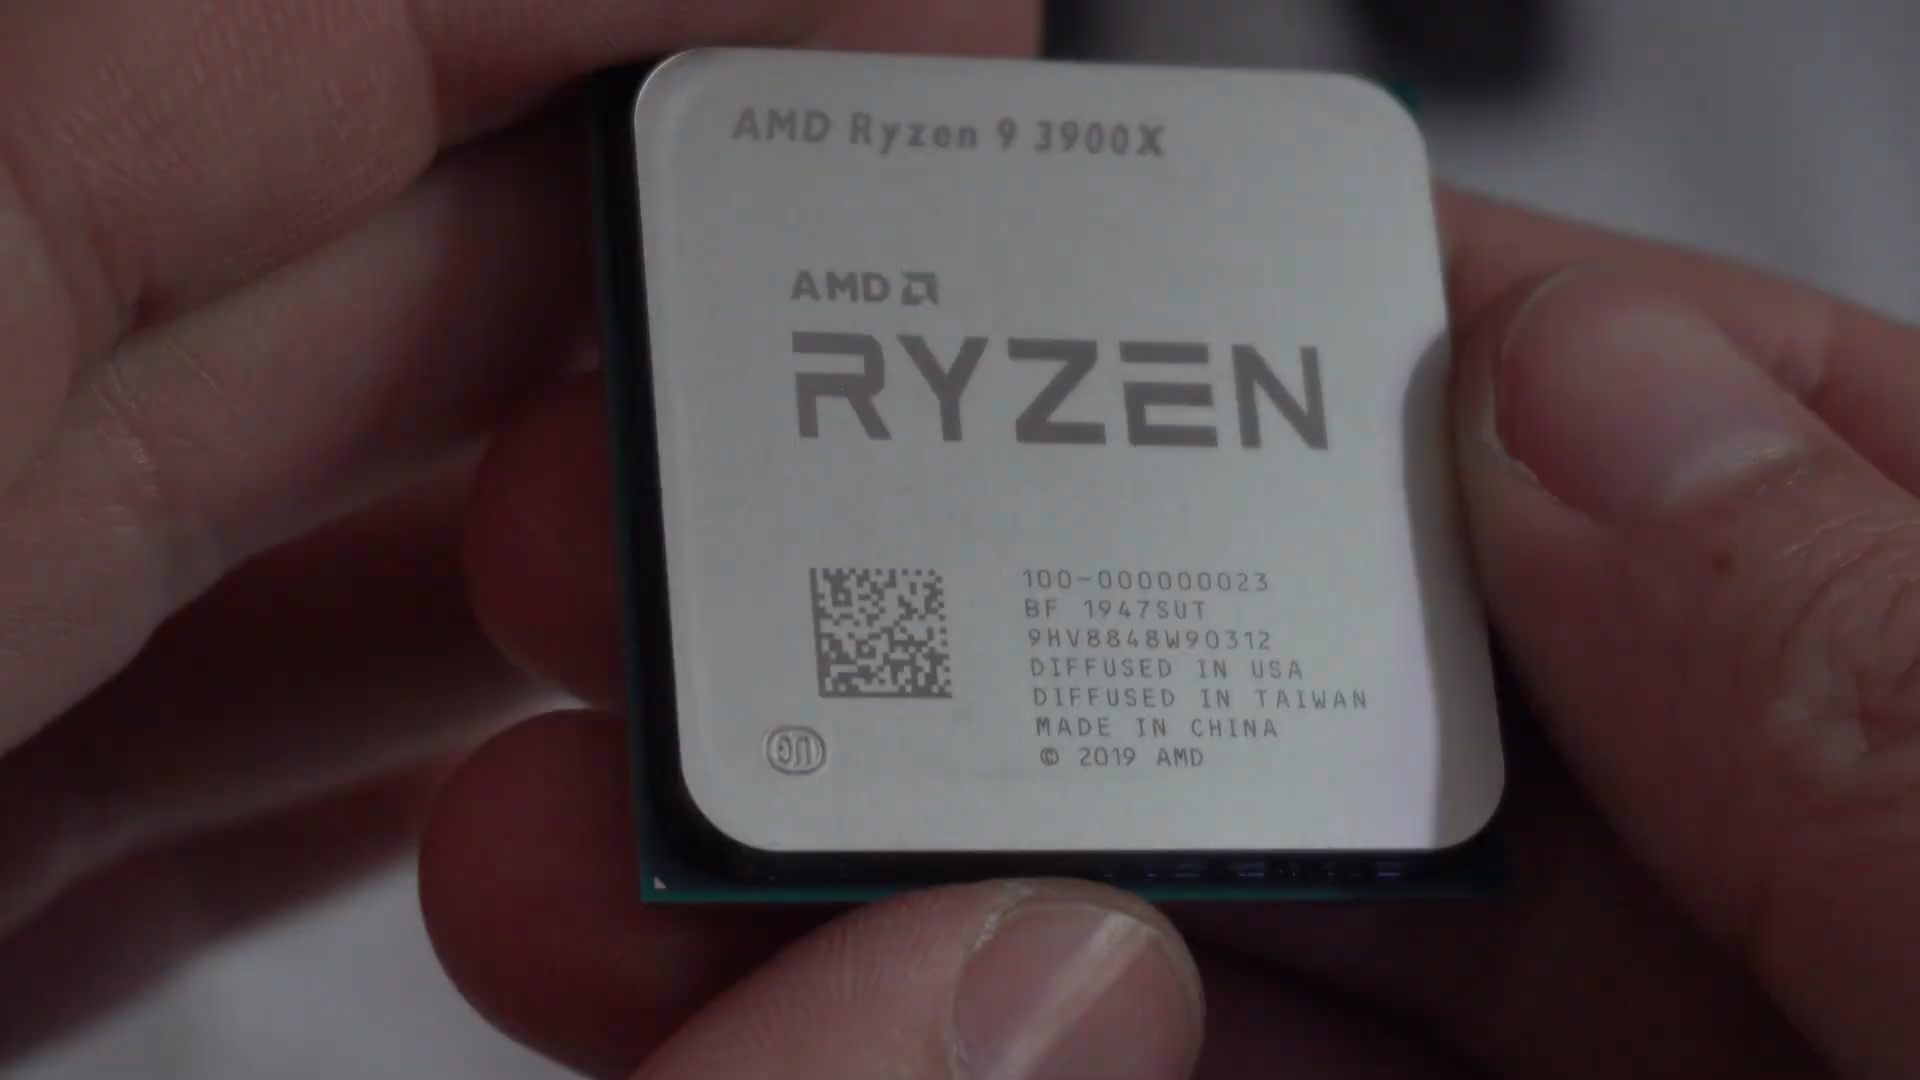 AMD Ryzen 9 3900X
AMD
RYZEN
100-000000023
BF 1947SUT
9HV8848W90312
DIFFUSED IN USA
DIFFUSED IN TAIWAN
MADE IN CHINA
© 2019 AMD